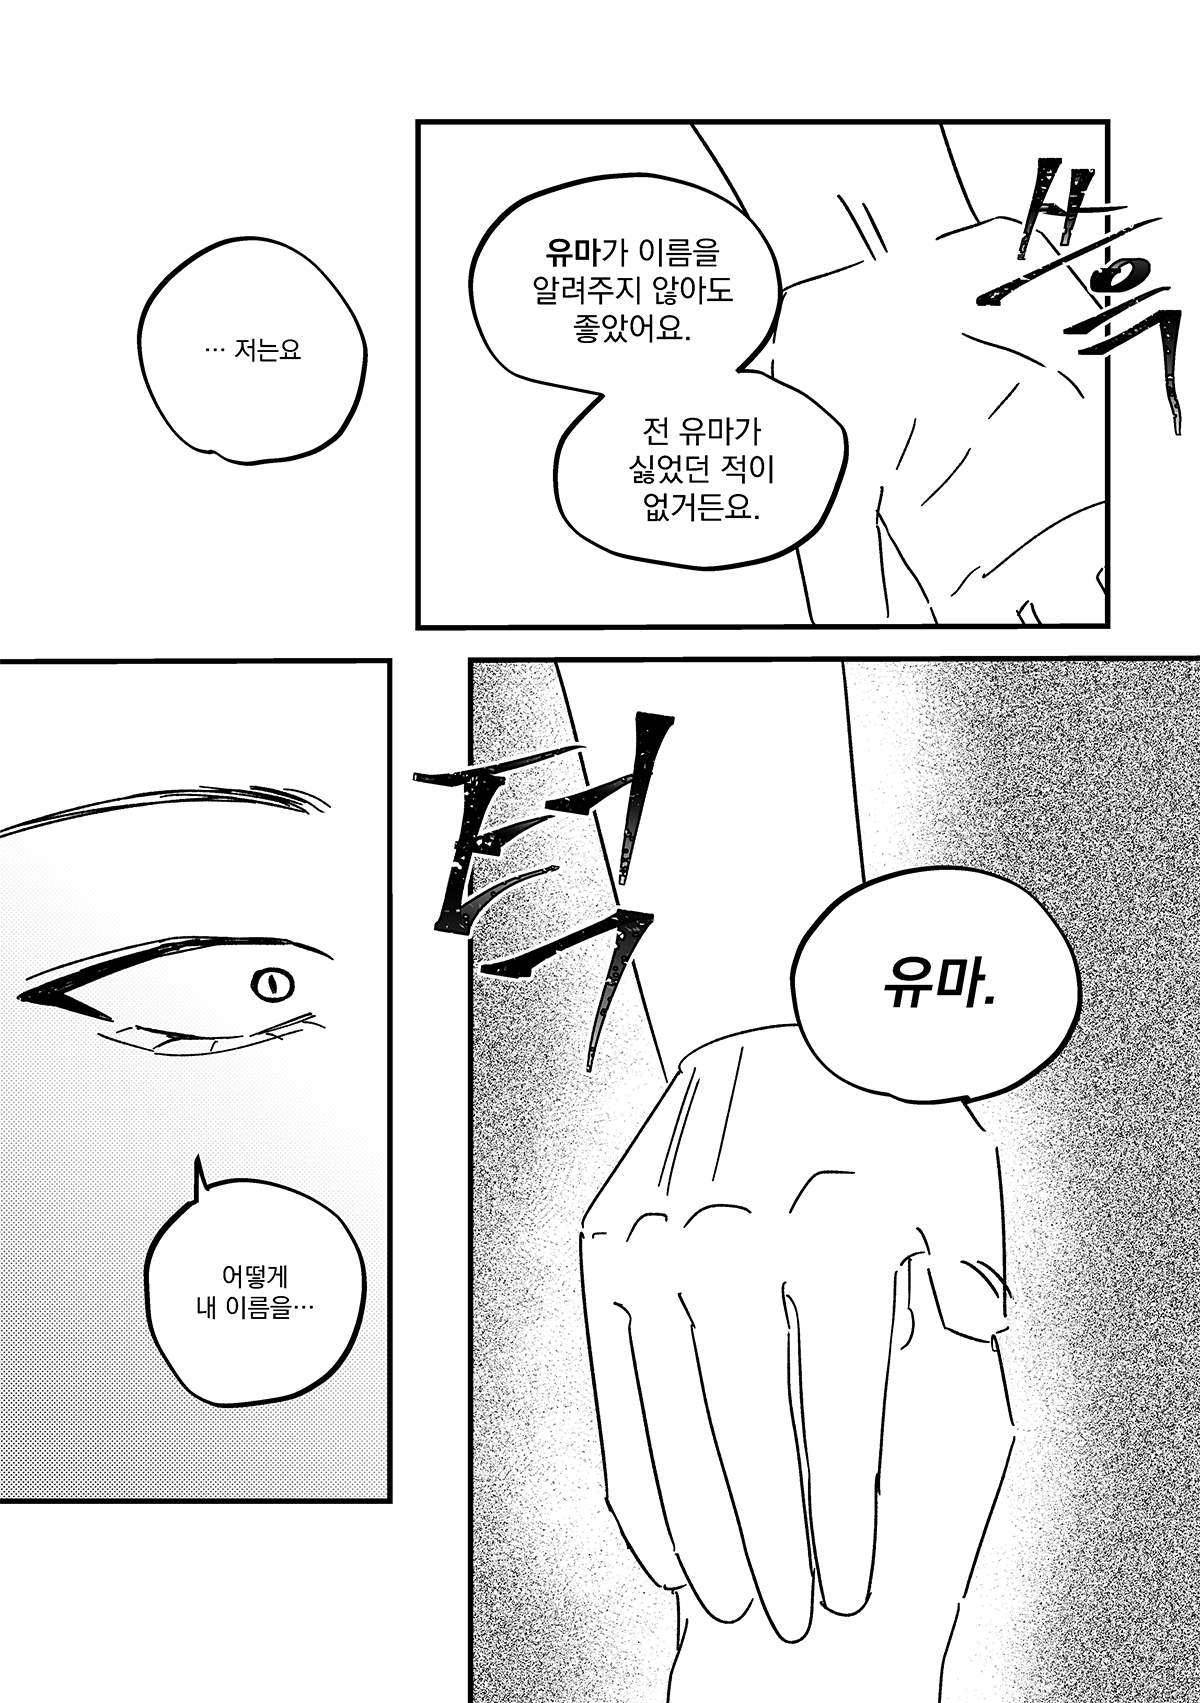 스윽
유마가 이름을
알려주지 않아도
좋았어요.
전 유마가
싫었던 적이
없거든요.
… 저는요
유마.
어떻게
내 이름을…